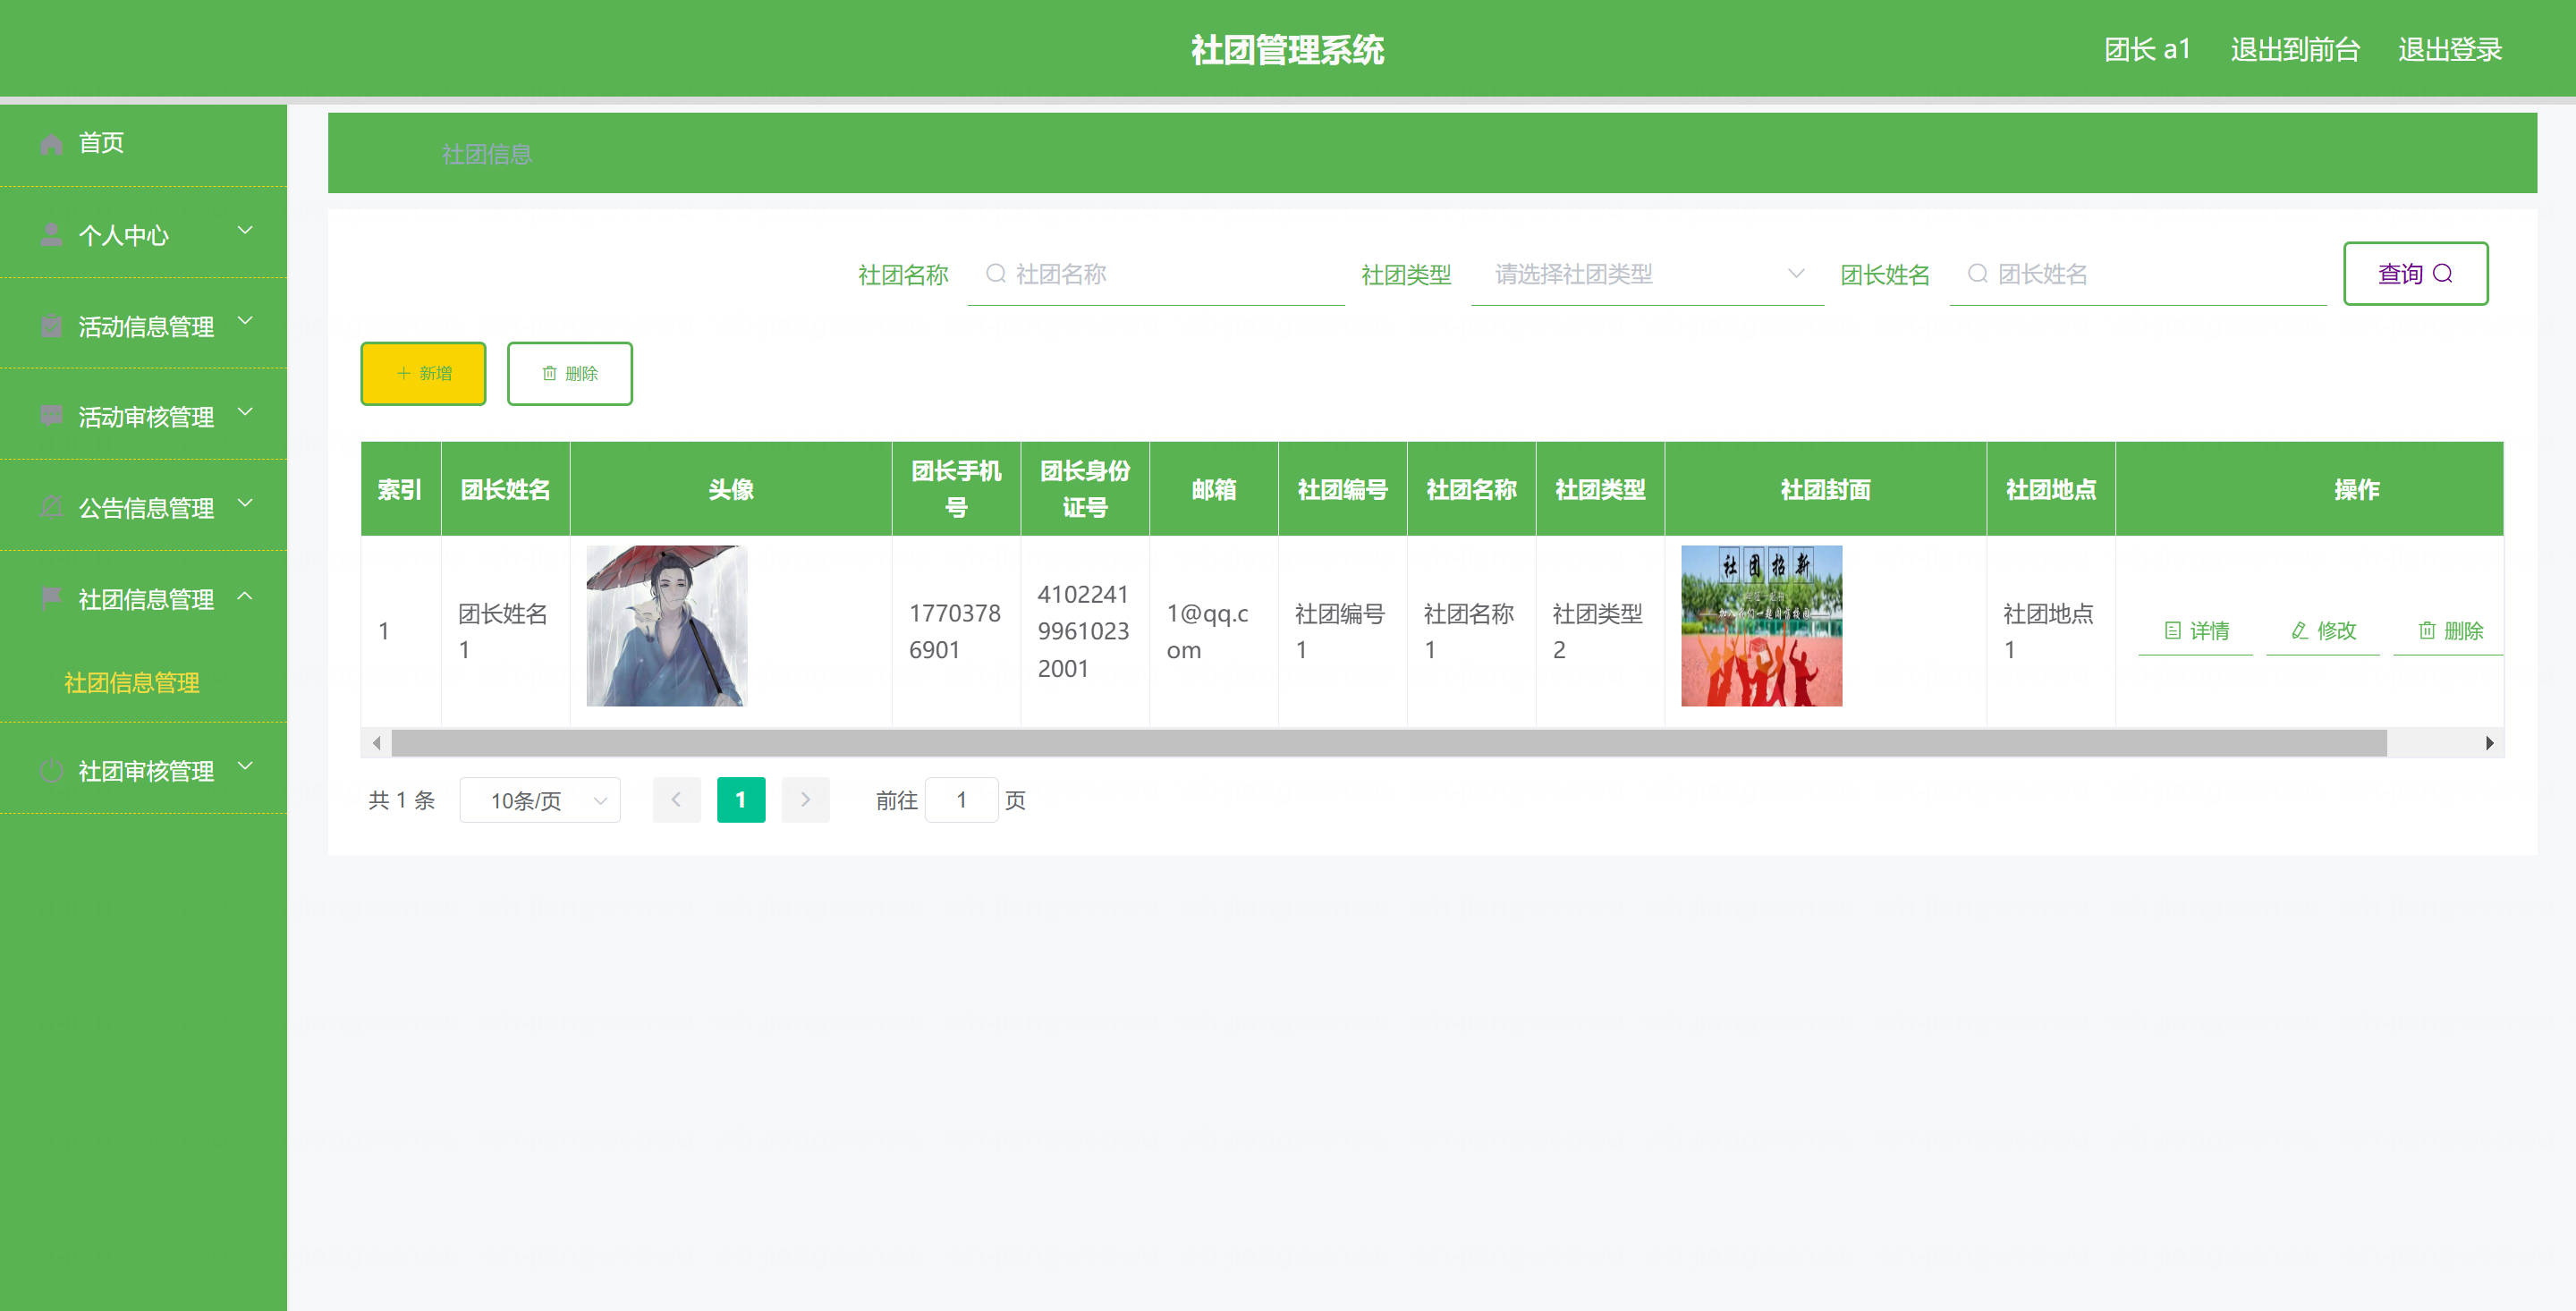 社团管理系统
团长 a1 退出到前台 退出登录
首页
个人中心
活动信息管理
活动审核管理
公告信息管理
社团信息管理
社团信息管理
社团审核管理
社团信息
社团名称 社团名称 社团类型 请选择社团类型 团长姓名 团长姓名 查询
新增 删除
索引 团长姓名 头像 团长手机号 团长身份证号 邮箱 社团编号 社团名称 社团类型 社团封面 社团地点 操作
1
团长姓名
1
1770378
6901
4102241
9961023
2001
1@qq.c
om
社团编号
1
社团名称
1
社团类型
2
社团招新
社团地点
1
详情 修改 删除
共 1 条 10条/页 1 前往 1 页